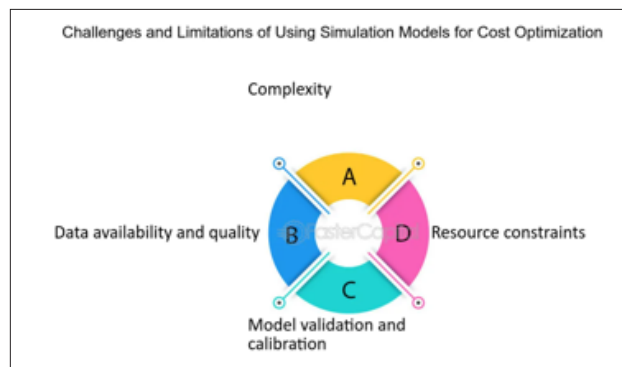 Challenges and Limitations of Using Simulation Models for Cost Optimization
Complexity
A
Data availability and quality
B
D
Resource constraints
C
Model validation and
calibration